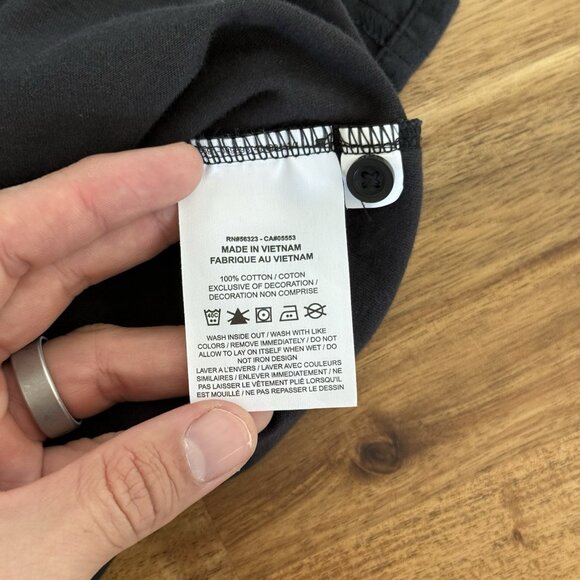 RN#56323 - CA#05553
MADE IN VIETNAM
FABRIQUE AU VIETNAM
100% COTTON / COTON
EXCLUSIVE OF DECORATION /
DECORATION NON COMPRISE
40C
WASH INSIDE OUT / WASH WITH LIKE
COLORS / REMOVE IMMEDIATELY / DO NOT
ALLOW TO LAY ON ITSELF WHEN WET / DO
NOT IRON DESIGN
LAVER A L'ENVERS / LAVER AVEC COULEURS
SIMILAIRES / ENLEVER IMMEDIATEMENT / NE
PAS LAISSER LE VÊTEMENT PLIÉ LORSQU'IL
EST MOUILLÉ / NE PAS REPASSER LE DESSIN